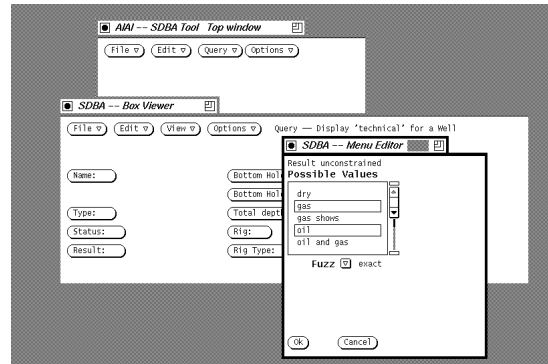 AIAI -- SDBA Tool Top window
File Edit Query Options
SDBA -- Box Viewer
File Edit View Options Query — Display 'technical' for a Well
SDBA -- Menu Editor
Result unconstrained
Possible Values
dry
gas
gas shows
oil
oil and gas
Fuzz exact
Ok Cancel
Name: Bottom Hol
Bottom Hol
Type: Total dept
Status: Rig:
Result: Rig Type: